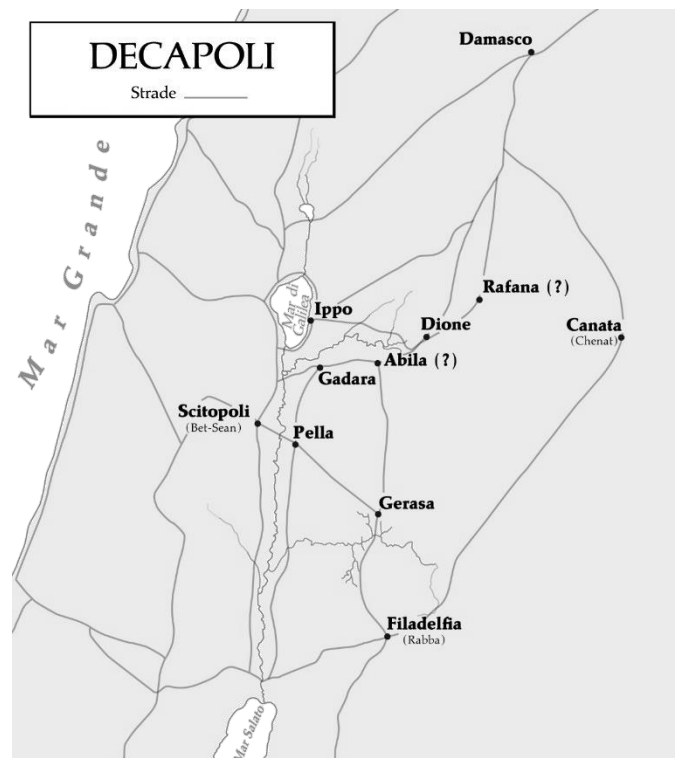 DECAPOLI
Strade
Damasco
Mar Grande
Mar di
Galilea
Ippo
Rafana (?)
Dione
Canata
(Chenat)
Abila (?)
Gadara
Scitopoli
(Bet-Sean)
Pella
Gerasa
Filadelfia
(Rabba)
Mar Salato